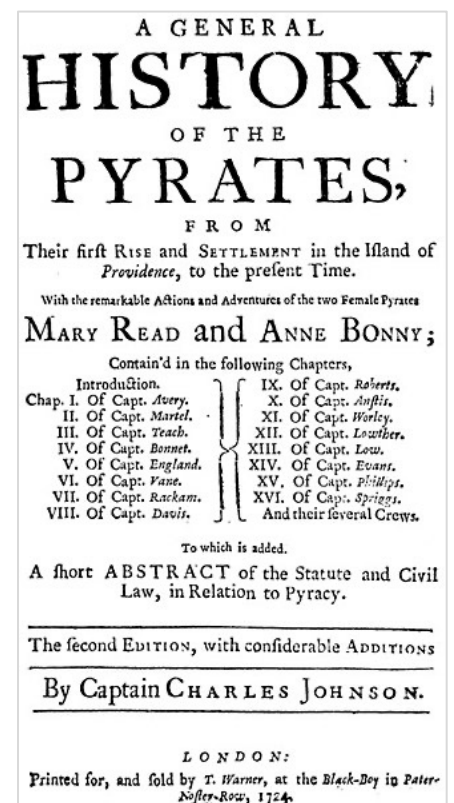 A GENERAL
HISTORY
OF THE
PYRATES,
FROM
Their firſt RISE and SETTLEMENT in the Iſland of
Providence, to the preſent Time.
With the remarkable Actions and Adventures of the two Female Pyrates
MARY READ and ANNE BONNY;
Contain'd in the following Chapters,
Introduction.
Chap. I. Of Capt. Avery.
II. Of Capt. Martel.
III. Of Capt. Teach.
IV. Of Capt. Bonnet.
V. Of Capt. England.
VI. Of Capt. Vane.
VII. Of Capt. Rackam.
VIII. Of Capt. Davis.
IX. Of Capt. Roberts.
X. Of Capt. Anſtis.
XI. Of Capt. Worley.
XII. Of Capt. Lowther.
XIII. Of Capt. Low.
XIV. Of Capt. Evans.
XV. Of Capt. Phillips.
XVI. Of Capt. Spriggs.
And their ſeveral Crews.
To which is added.
A ſhort ABSTRACT of the Statute and Civil
Law, in Relation to Pyracy.
The ſecond EDITION, with conſiderable ADDITIONS
By Captain CHARLES JOHNSON.
LONDON:
Printed for, and ſold by T. Warner, at the Black-Boy in Pater-
Noſter-Row, 1724.